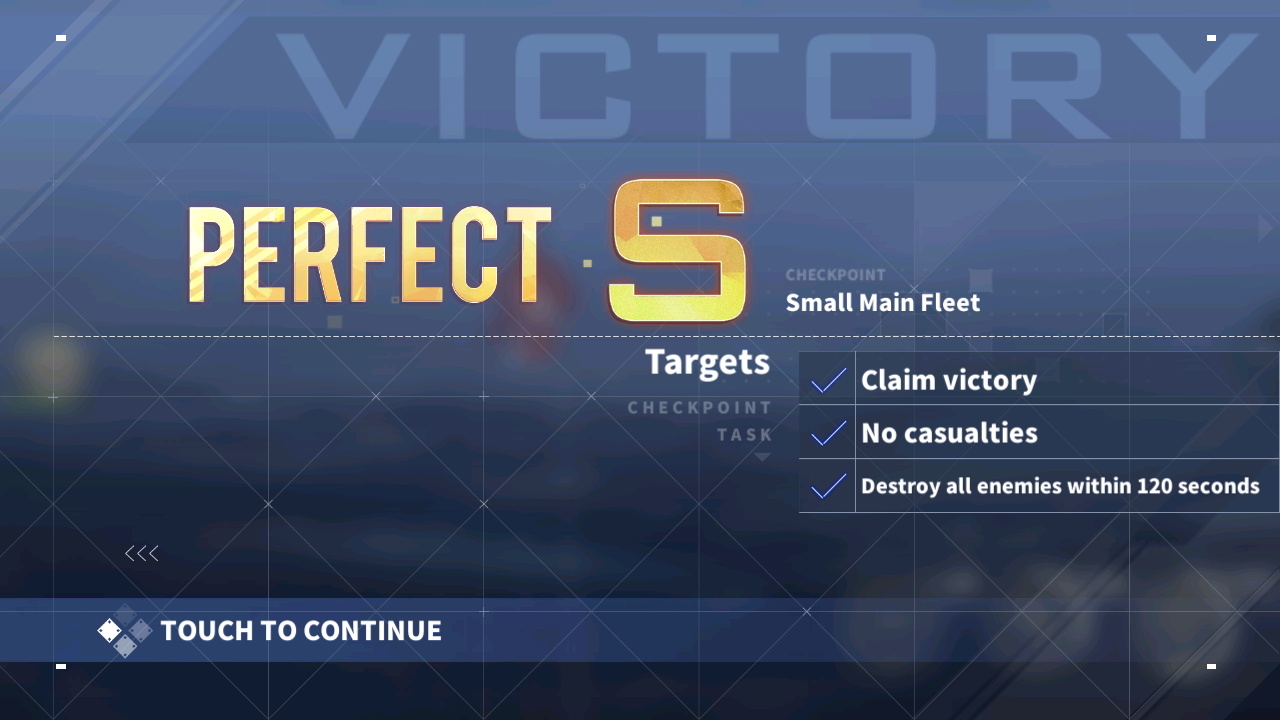 VICTORY
PERFECT S
CHECKPOINT
Small Main Fleet
Targets
CHECKPOINT
TASK
Claim victory
No casualties
Destroy all enemies within 120 seconds
TOUCH TO CONTINUE